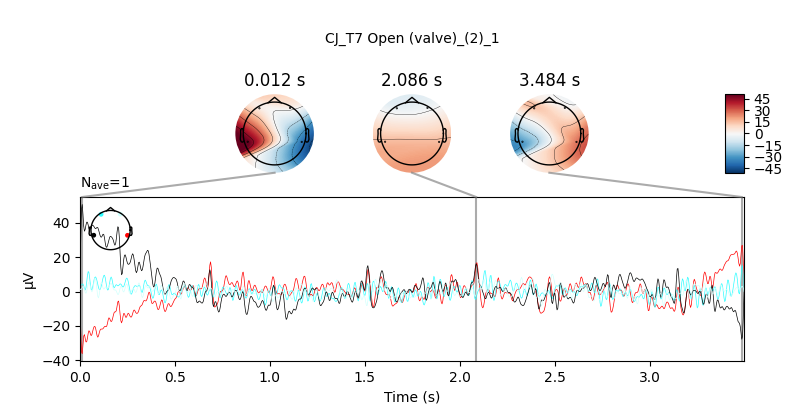 CJ_T7 Open (valve)_(2)_1
0.012 s 2.086 s 3.484 s
45
30
15
0
−15
−30
−45
Nave=1
40
20
0
−20
−40
µV
0.0 0.5 1.0 1.5 2.0 2.5 3.0
Time (s)